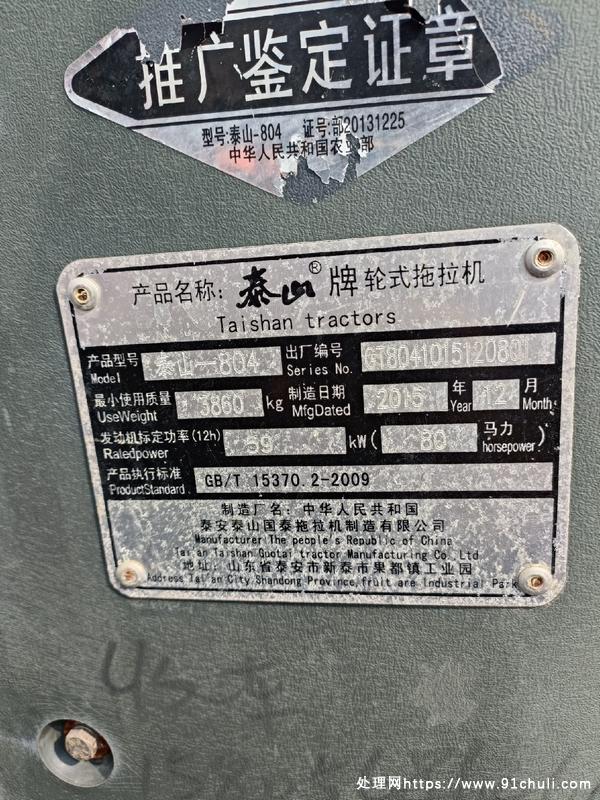 推广鉴定证章
型号:泰山-804 证号:部20131225
中华人民共和国农业部
产品名称: 泰山® 牌轮式拖拉机
Taishan tractors
产品型号 泰山-804 出厂编号
Model Series No.
最小使用质量 3860 kg 制造日期 2015 年 12 月
UseWeight MfgDated Year Month
发动机标定功率(12h) 59 kW( 80 马力 )
Ratedpower horsepower
产品执行标准 GB/T 15370.2-2009
ProductStandard
制造厂名: 中华人民共和国
泰安泰山国泰拖拉机制造有限公司
Manufacturer:The people's Republic of China
Tai an Taishan Guotai tractor Manufacturing Co. Ltd
地址: 山东省泰安市新泰市果都镇工业园
Address Tai'an City Shandong Province, fruit are Industrial Park
处理网https://www.91chuli.com